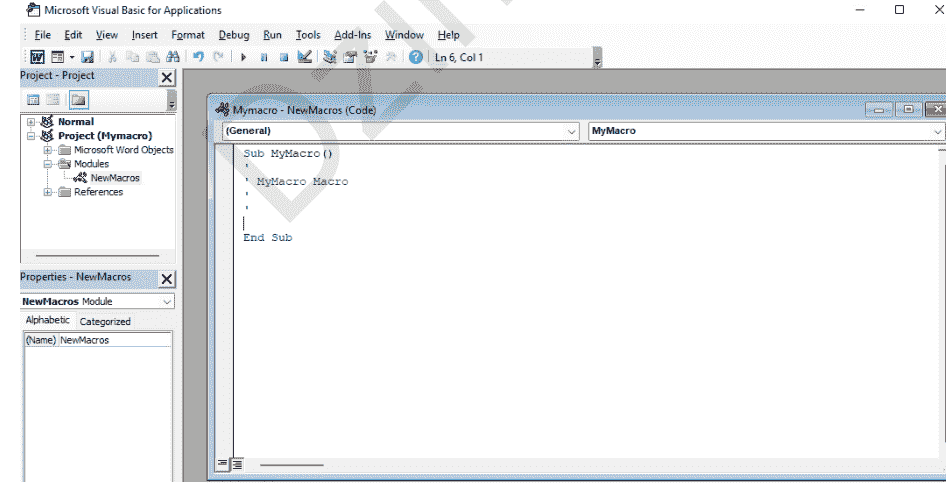 Microsoft Visual Basic for Applications
File Edit View Insert Format Debug Run Tools Add-Ins Window Help
Ln 6, Col 1
Project - Project
Normal
Project (Mymacro)
Microsoft Word Objects
Modules
NewMacros
References
Properties - NewMacros
NewMacros Module
Alphabetic Categorized
(Name) NewMacros
Mymacro - NewMacros (Code)
(General) MyMacro
Sub MyMacro()
'
' MyMacro Macro
'
'
End Sub